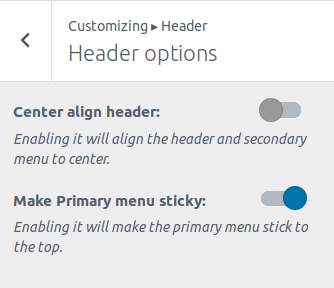 Customizing ▸ Header
Header options
Center align header:
Enabling it will align the header and secondary
menu to center.
Make Primary menu sticky:
Enabling it will make the primary menu stick to
the top.